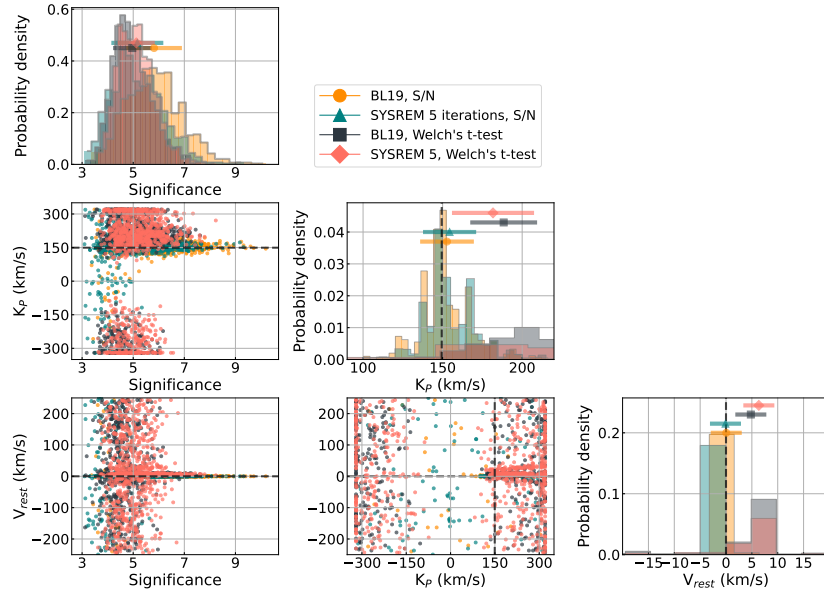 0.6
0.4
0.2
0.0
Probability density
3 5 7 9
Significance
BL19, S/N
SYSREM 5 iterations, S/N
BL19, Welch's t-test
SYSREM 5, Welch's t-test
300
150
0
−150
−300
K_P (km/s)
3 5 7 9
Significance
0.04
0.03
0.02
0.01
0.00
Probability density
100 150 200
K_P (km/s)
200
100
0
−100
−200
V_rest (km/s)
3 5 7 9
Significance
200
100
0
−100
−200
−300 −150 0 150 300
K_P (km/s)
0.2
0.1
0.0
Probability density
−15 −10 −5 0 5 10 15
V_rest (km/s)